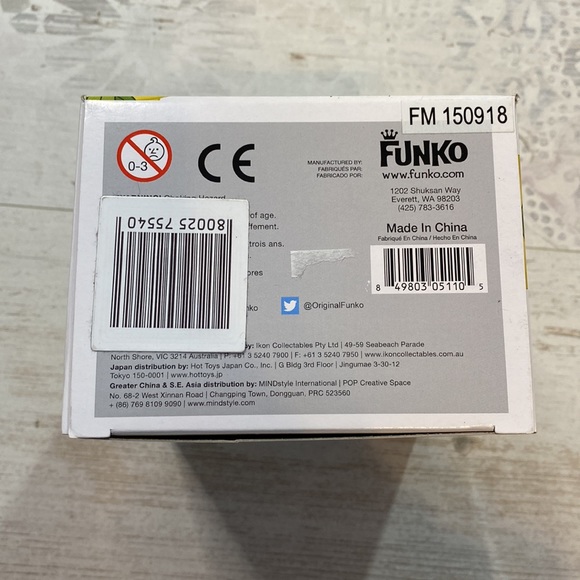 FM 150918
0-3
CE
MANUFACTURED BY:
FABRIQUÉS PAR:
FABRICADO POR:
FUNKO
www.funko.com
1202 Shuksan Way
Everett, WA 98203
(425) 783-3616
Made In China
Fabriqué En China / Hecho En China
8 49803 05110 5
80025 75540
of age.
trois ans.
@OriginalFunko
Ikon Collectables Pty Ltd | 49-59 Seabeach Parade
North Shore, VIC 3214 Australia | P: +61 3 5240 7900 | F: +61 3 5240 7950 | www.ikoncollectables.com.au
Japan distribution by: Hot Toys Japan Co., Inc. | G Bldg 3rd Floor | Jingumae 3-30-12
Tokyo 150-0001 | www.hottoys.jp
Greater China & S.E. Asia distribution by: MINDstyle International | POP Creative Space
No. 68-2 West Xinnan Road | Changping Town, Dongguan. PRC 523560
+ (86) 769 8109 9090 | www.mindstyle.com